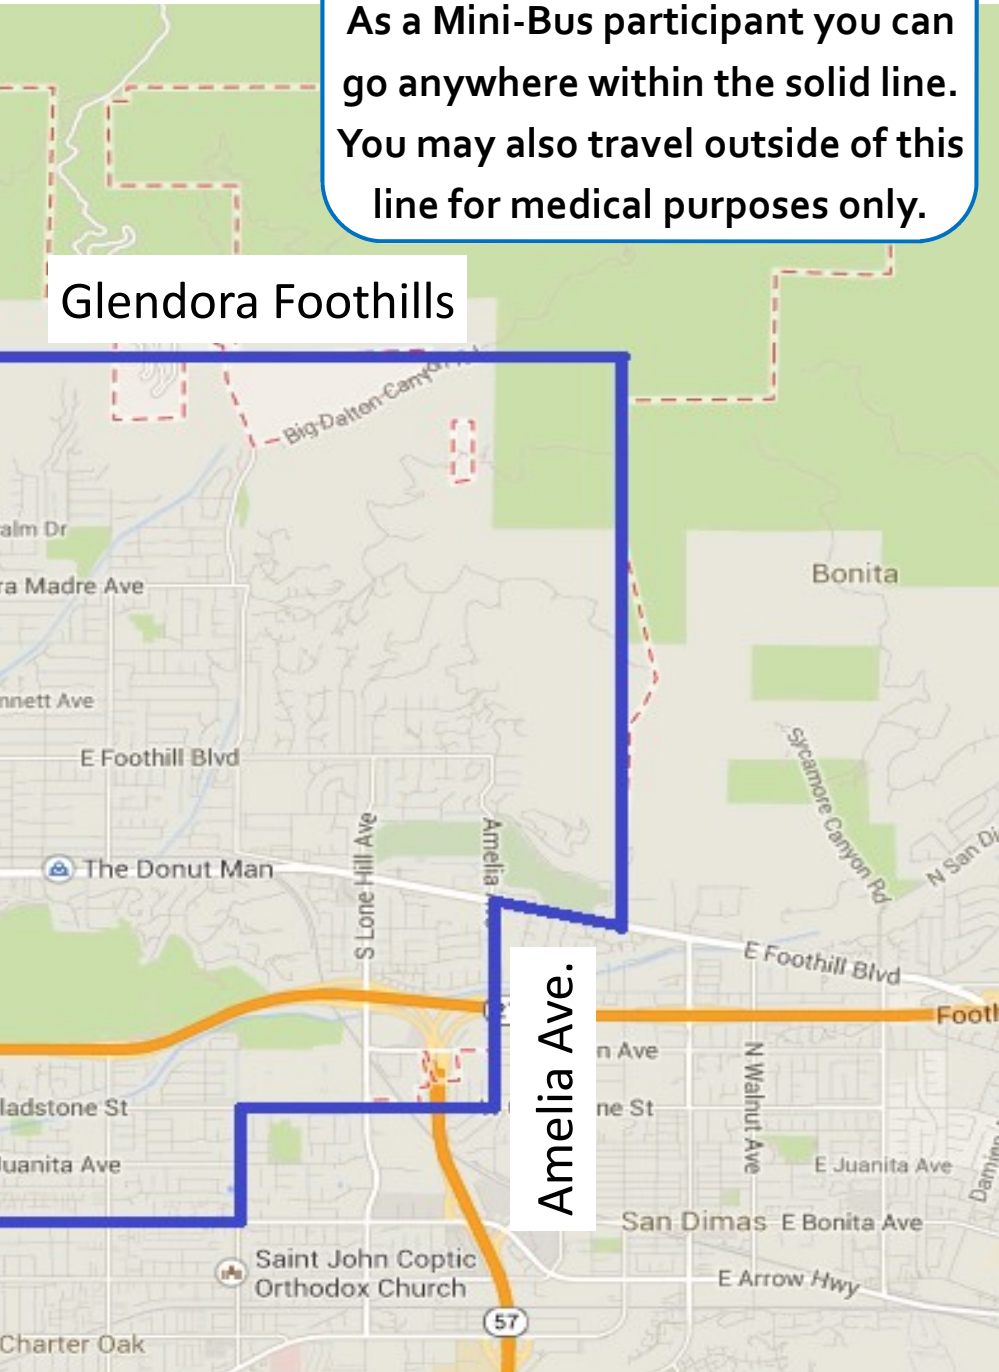 As a Mini-Bus participant you can
go anywhere within the solid line.
You may also travel outside of this
line for medical purposes only.
Glendora Foothills
Big Dalton Canyon Rd
alm Dr
Bonita
ra Madre Ave
nnett Ave
E Foothill Blvd
Sycamore Canyon Rd
S Lone Hill Ave
Amelia
N San Di
The Donut Man
E Foothill Blvd
Amelia Ave.
Footh
n Ave
N Walnut Ave
ladstone St
ne St
Juanita Ave
E Juanita Ave
Damien
San Dimas
E Bonita Ave
Saint John Coptic
Orthodox Church
E Arrow Hwy
57
Charter Oak